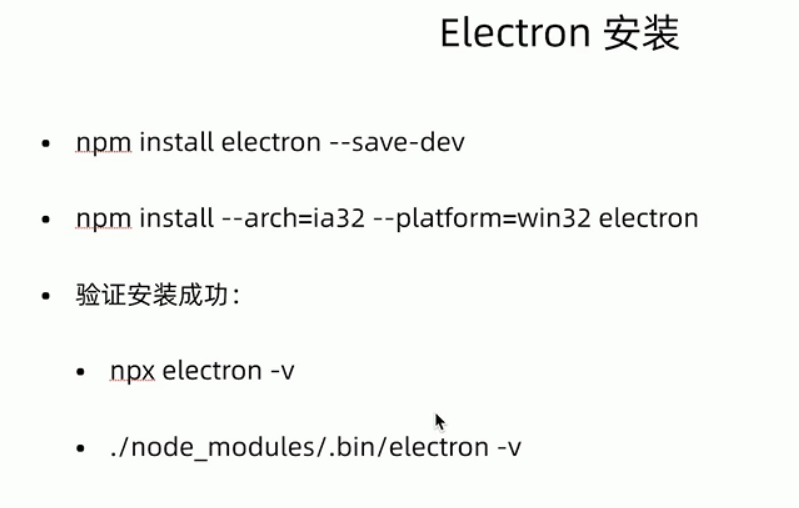 Electron 安装
• npm install electron --save-dev
• npm install --arch=ia32 --platform=win32 electron
• 验证安装成功：
• npx electron -v
• ./node_modules/.bin/electron -v